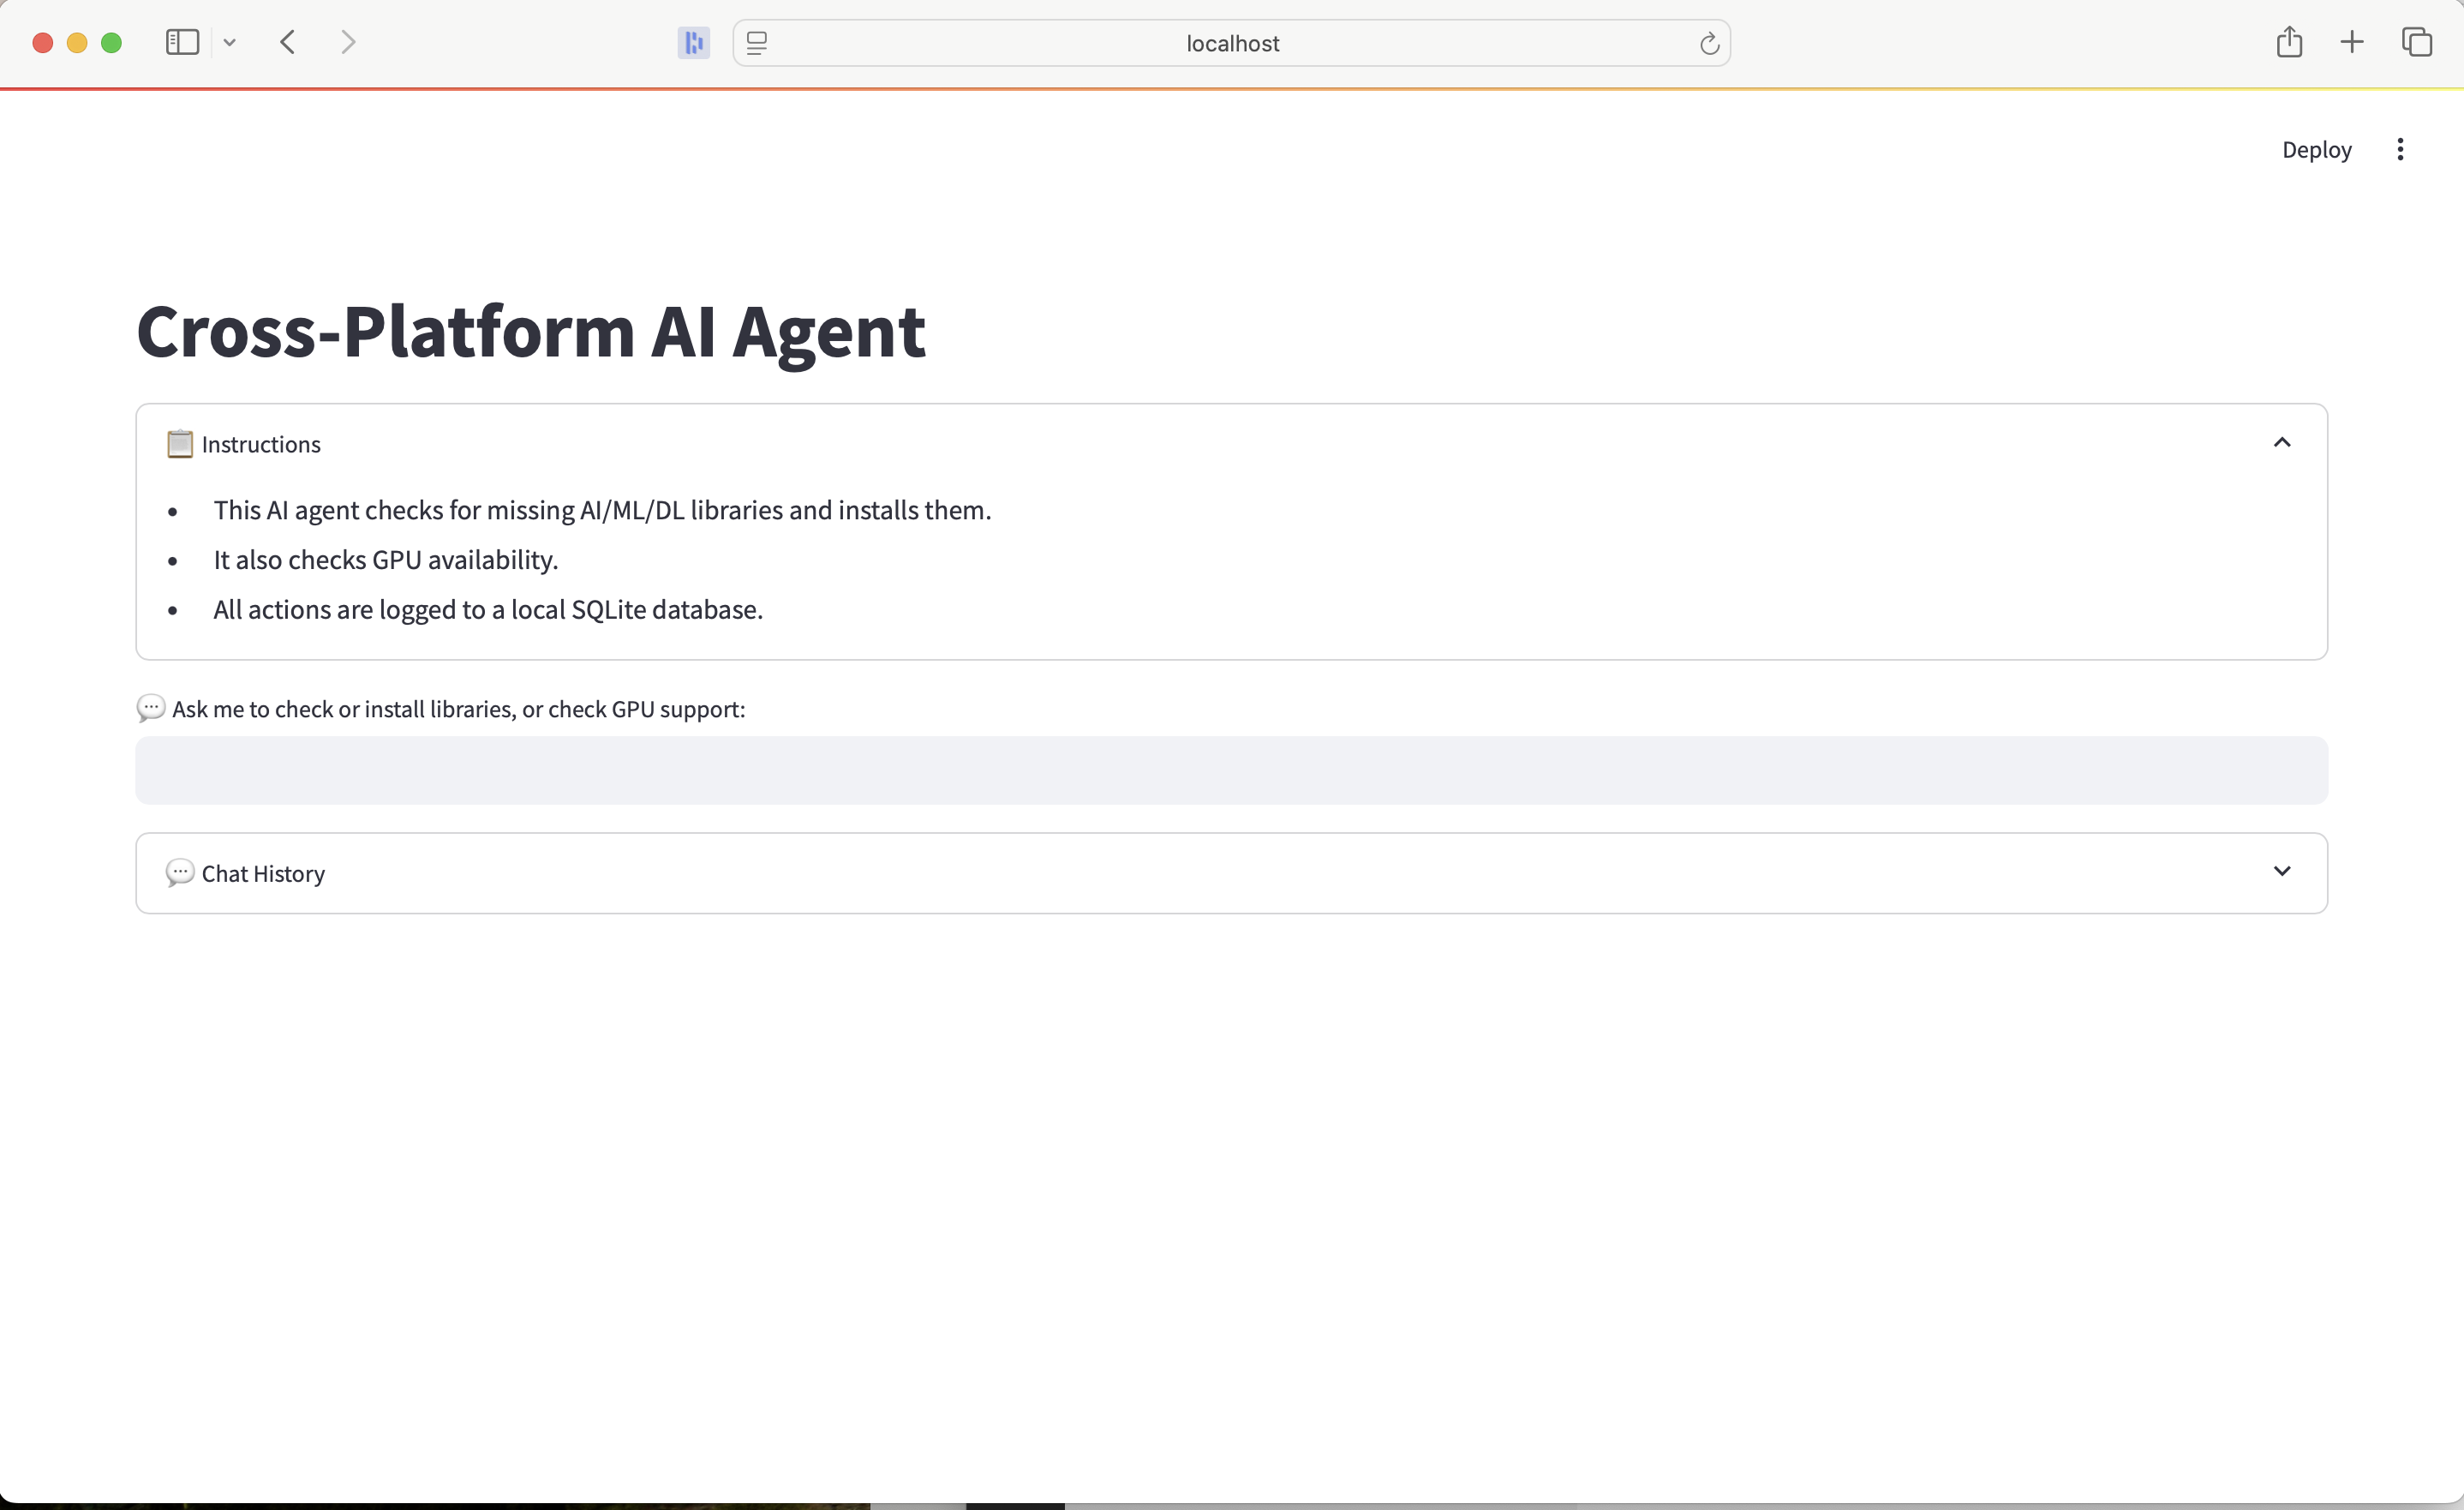 localhost
Deploy
Cross-Platform AI Agent
📋 Instructions
• This AI agent checks for missing AI/ML/DL libraries and installs them.
• It also checks GPU availability.
• All actions are logged to a local SQLite database.
💬 Ask me to check or install libraries, or check GPU support:
💬 Chat History